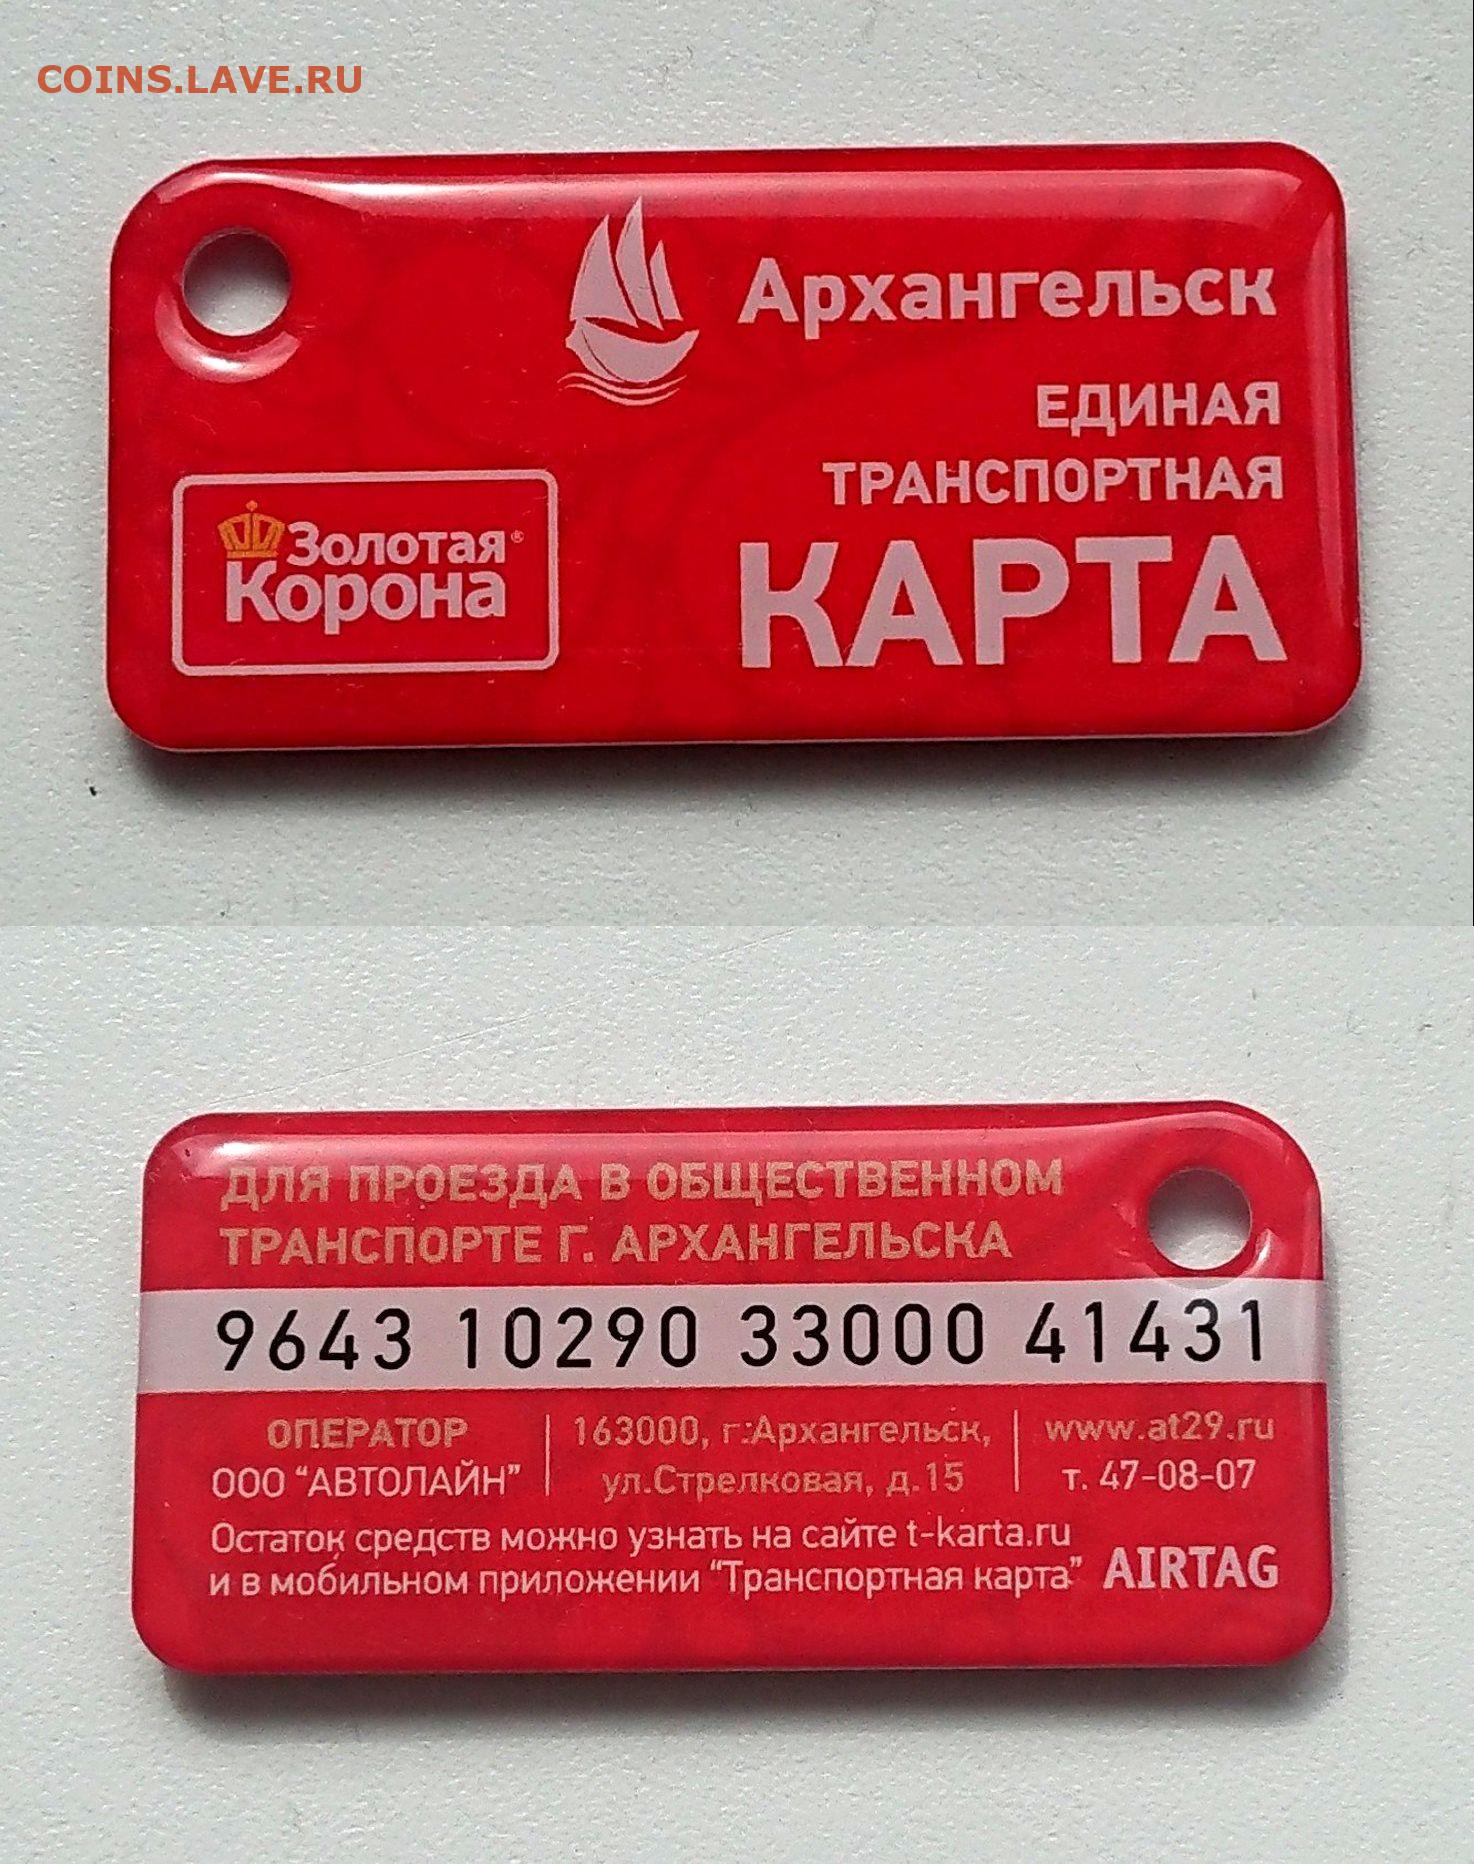 COINS.LAVE.RU
Архангельск
ЕДИНАЯ
ТРАНСПОРТНАЯ
КАРТА
Золотая®
Корона
ДЛЯ ПРОЕЗДА В ОБЩЕСТВЕННОМ
ТРАНСПОРТЕ Г. АРХАНГЕЛЬСКА
9643 10290 33000 41431
ОПЕРАТОР
ООО “АВТОЛАЙН”
163000, г.Архангельск,
ул.Стрелковая, д.15
www.at29.ru
т. 47-08-07
Остаток средств можно узнать на сайте t-karta.ru
и в мобильном приложении “Транспортная карта”
AIRTAG